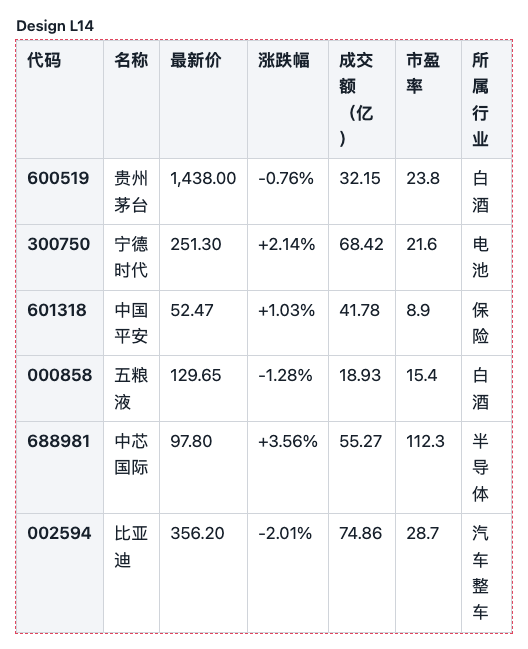 Design L14
代码 名称 最新价 涨跌幅 成交额（亿） 市盈率 所属行业
600519 贵州茅台 1,438.00 -0.76% 32.15 23.8 白酒
300750 宁德时代 251.30 +2.14% 68.42 21.6 电池
601318 中国平安 52.47 +1.03% 41.78 8.9 保险
000858 五粮液 129.65 -1.28% 18.93 15.4 白酒
688981 中芯国际 97.80 +3.56% 55.27 112.3 半导体
002594 比亚迪 356.20 -2.01% 74.86 28.7 汽车整车